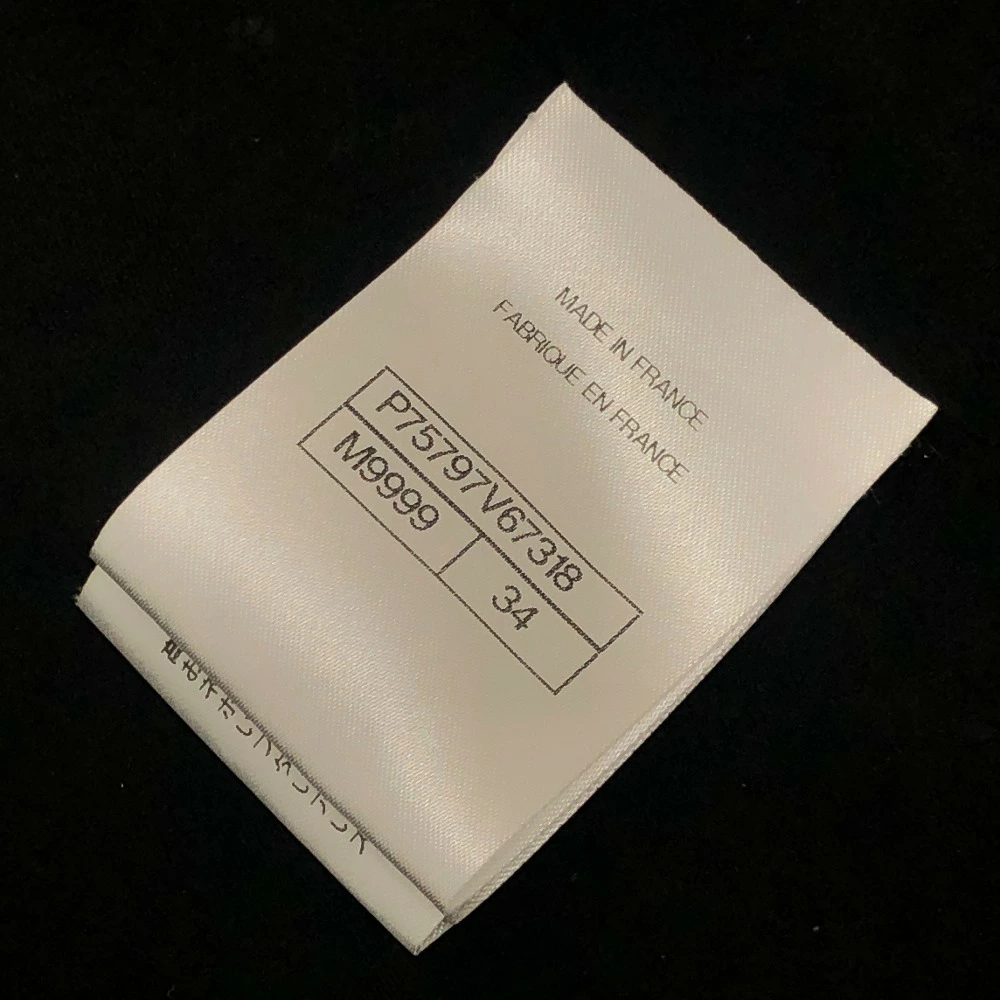 MADE IN FRANCE
FABRIQUE EN FRANCE
P75797V67318
M9999
34